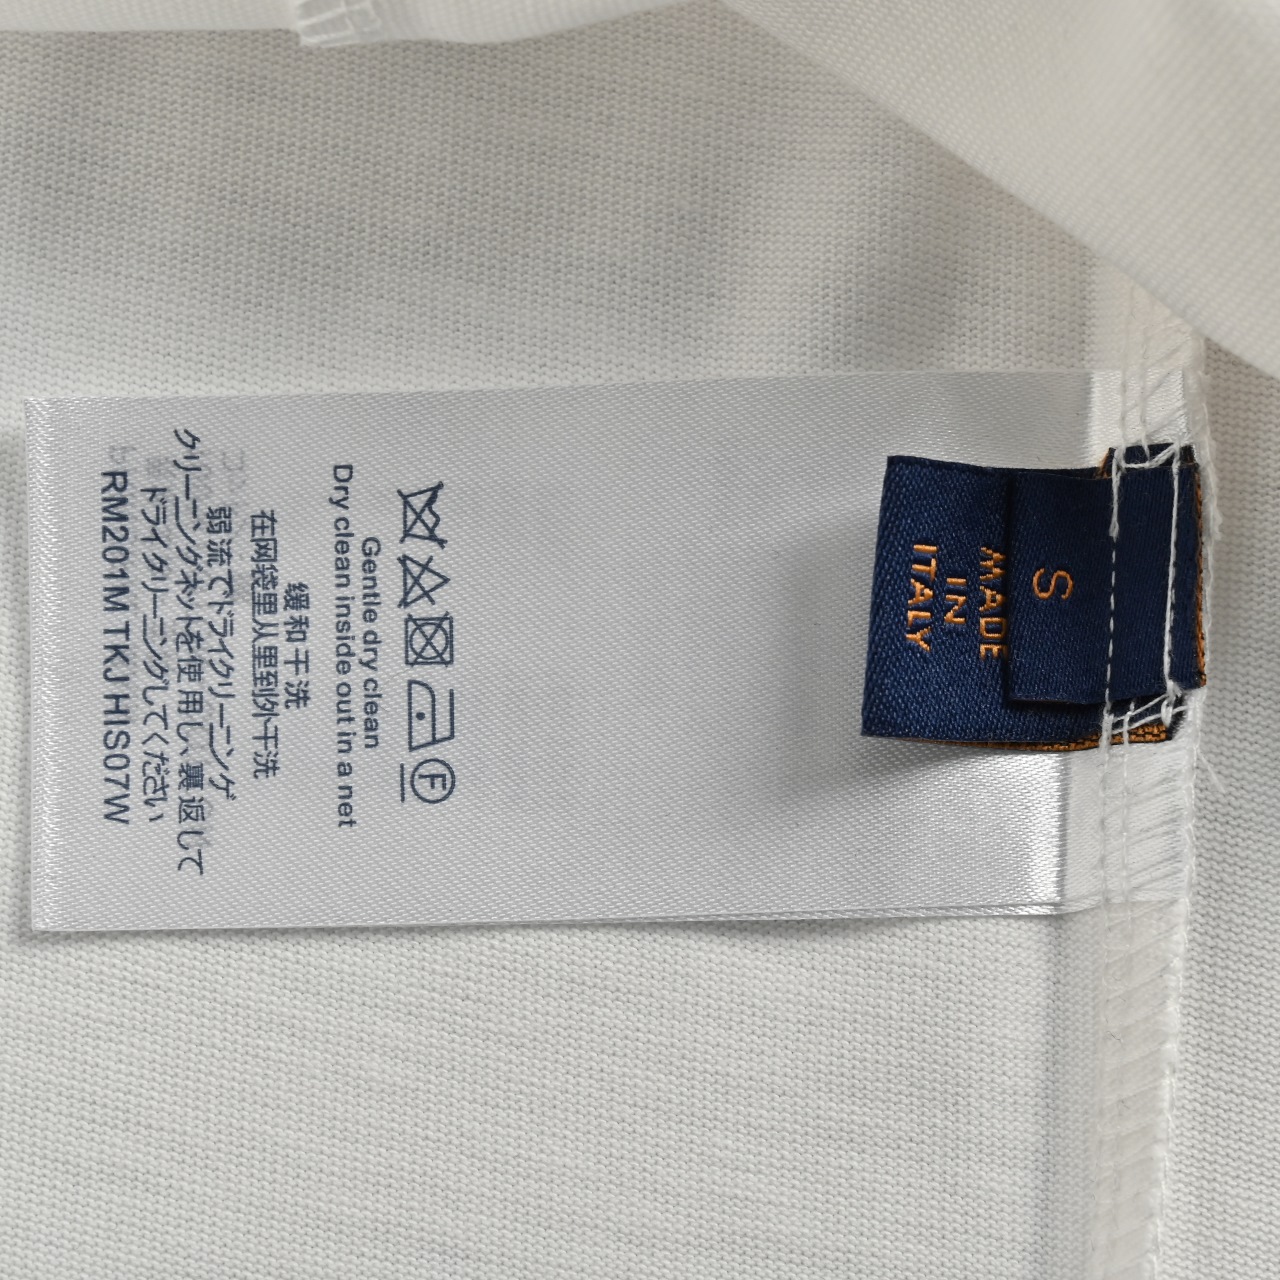 Ⓕ
Gentle dry clean
Dry clean inside out in a net
缓和干洗
在网袋里从里到外干洗
弱流でドライクリーニング
クリーニングネットを使用し、裏返して
ドライクリーニングしてください
RM201M TKJ HIS07W
S
MADE
IN
ITALY